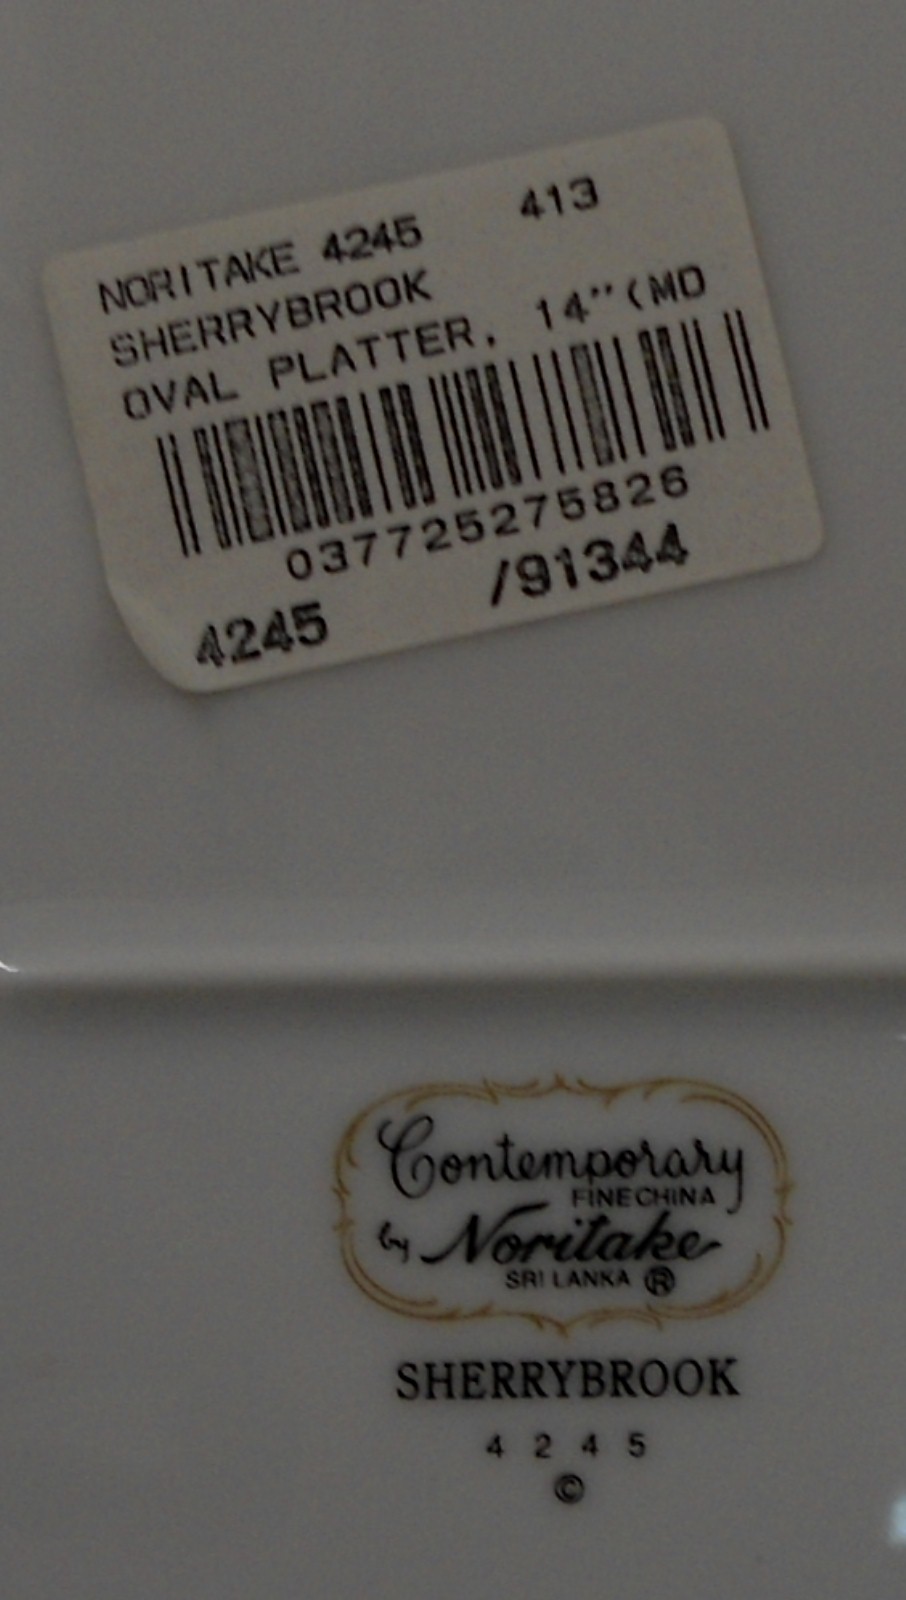 NORITAKE 4245 413
SHERRYBROOK
OVAL PLATTER, 14"(MD
037725275826
4245 /91344
Contemporary
FINE CHINA
by Noritake
SRI LANKA ®
SHERRYBROOK
4 2 4 5
©